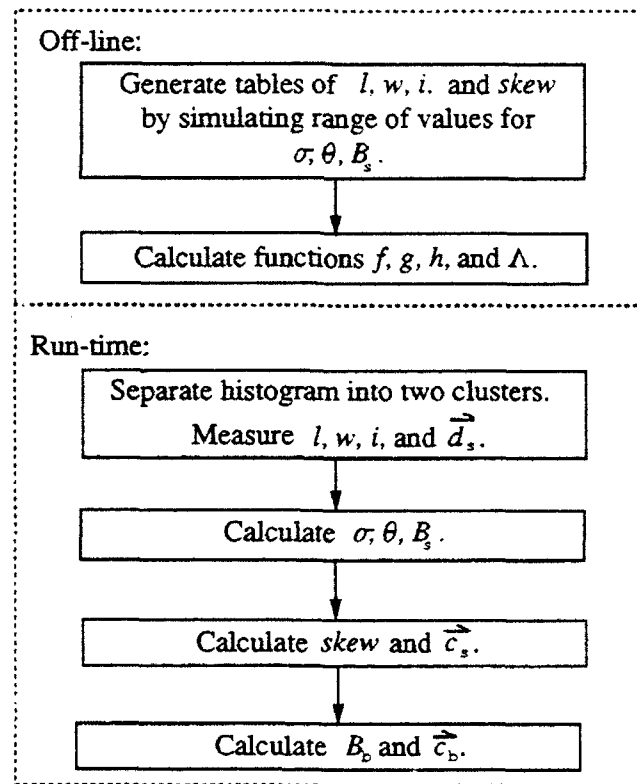 Off-line:
Generate tables of l, w, i. and skew
by simulating range of values for
σ, θ, B_s.
Calculate functions f, g, h, and Λ.
Run-time:
Separate histogram into two clusters.
Measure l, w, i, and d⃗_s.
Calculate σ, θ, B_s.
Calculate skew and c⃗_s.
Calculate B_b and c⃗_b.